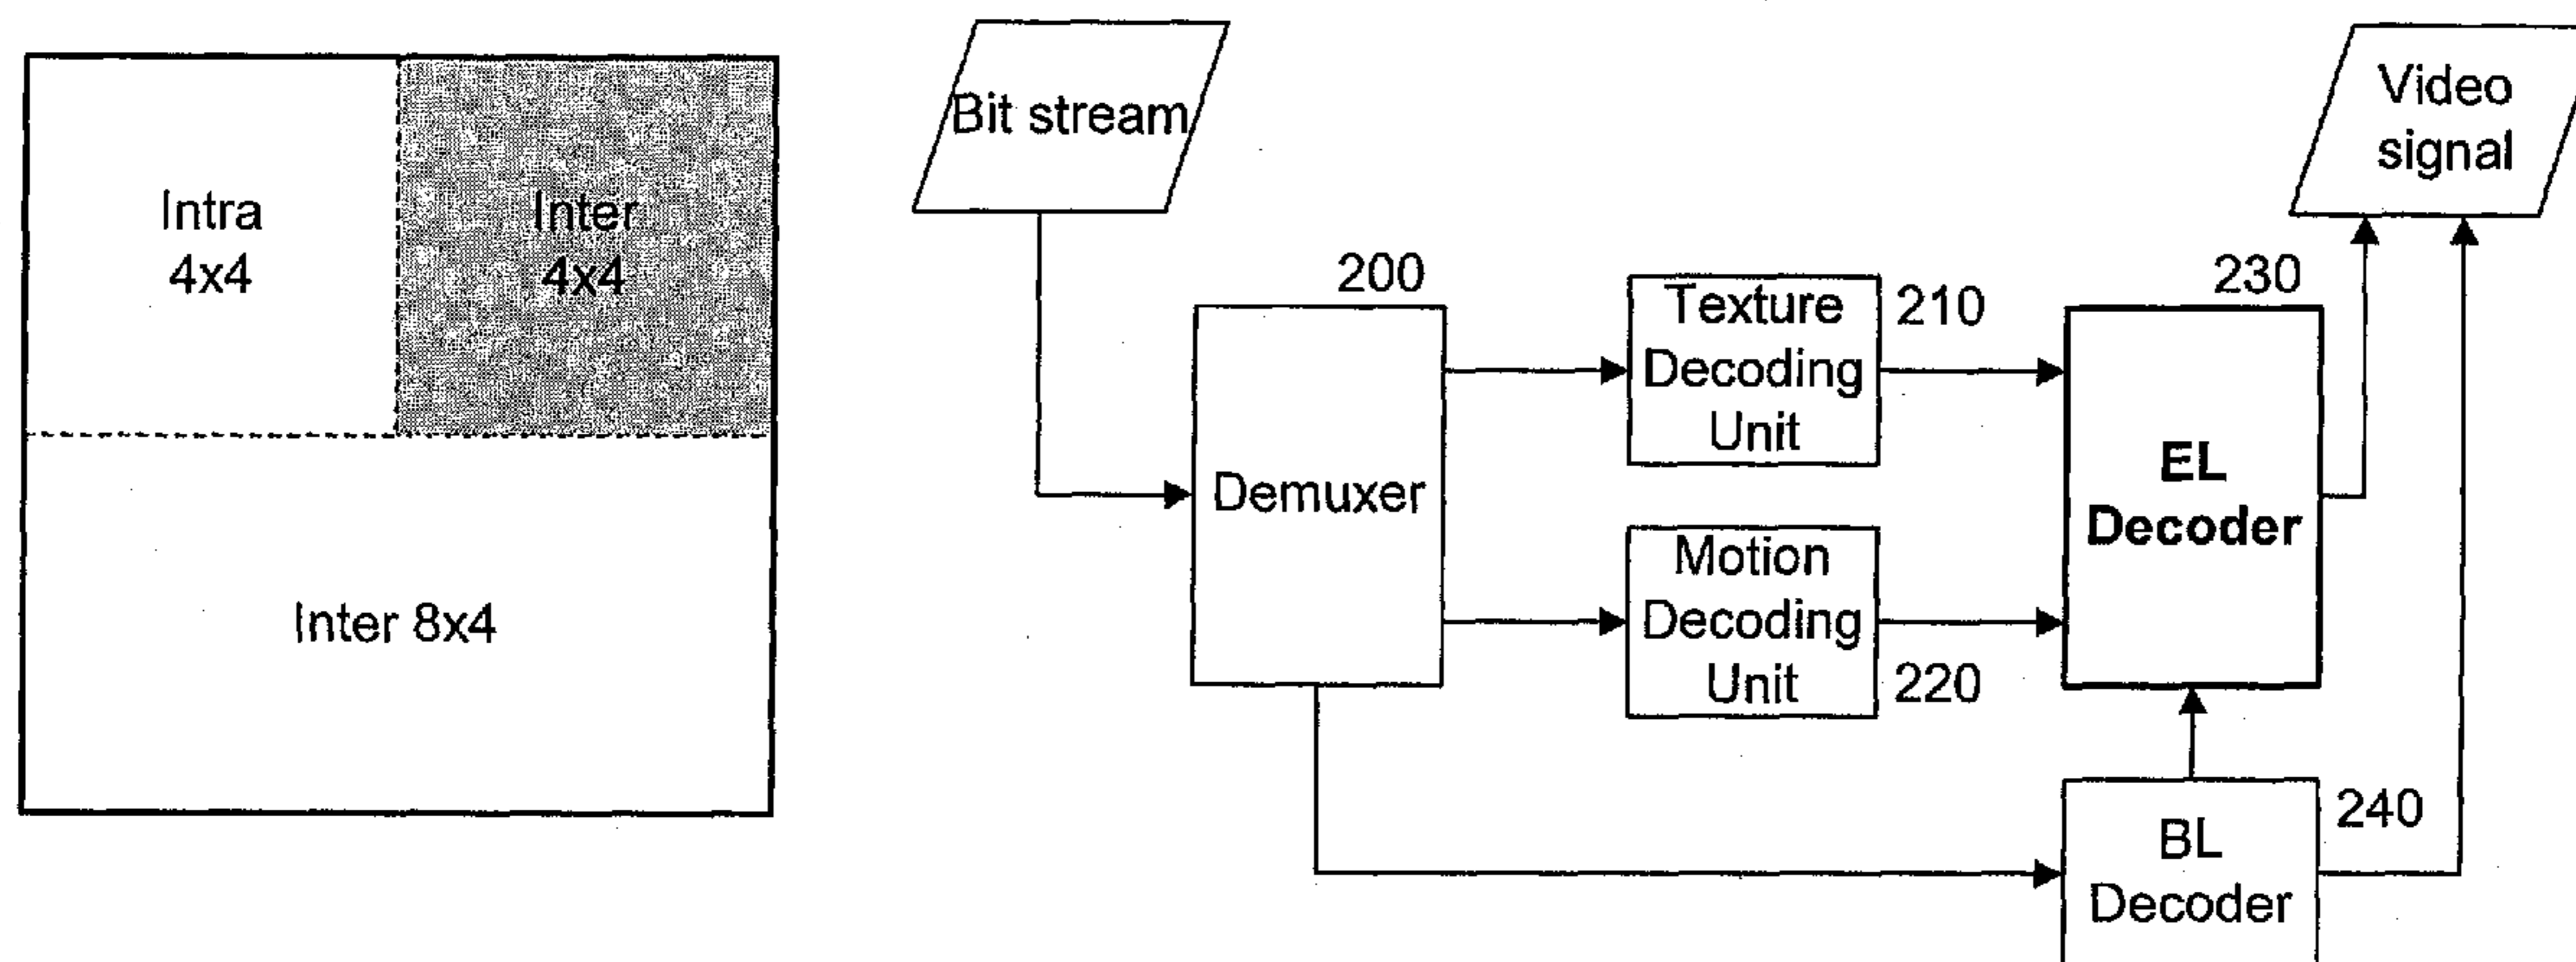 Intra
4x4
Inter
4x4
Inter 8x4
Bit stream
Video
signal
200
Demuxer
Texture
Decoding
Unit
210
Motion
Decoding
Unit
220
230
EL
Decoder
240
BL
Decoder